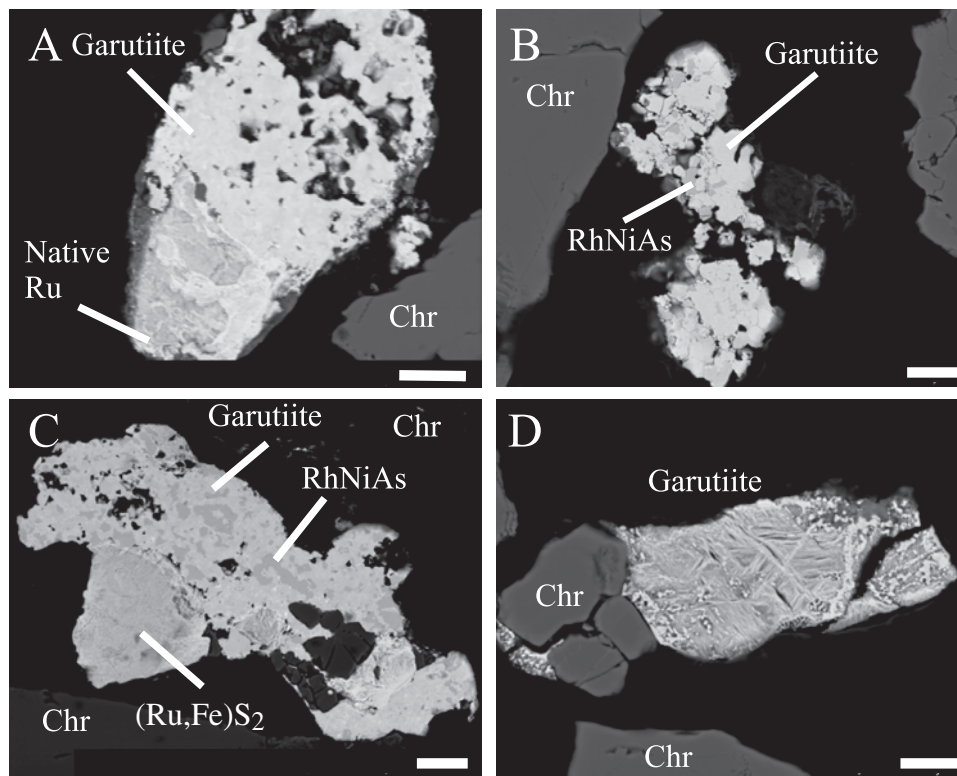 A
Garutiite
Native
Ru
Chr
B
Garutiite
Chr
RhNiAs
C
Garutiite
Chr
RhNiAs
Chr
(Ru,Fe)S₂
D
Garutiite
Chr
Chr